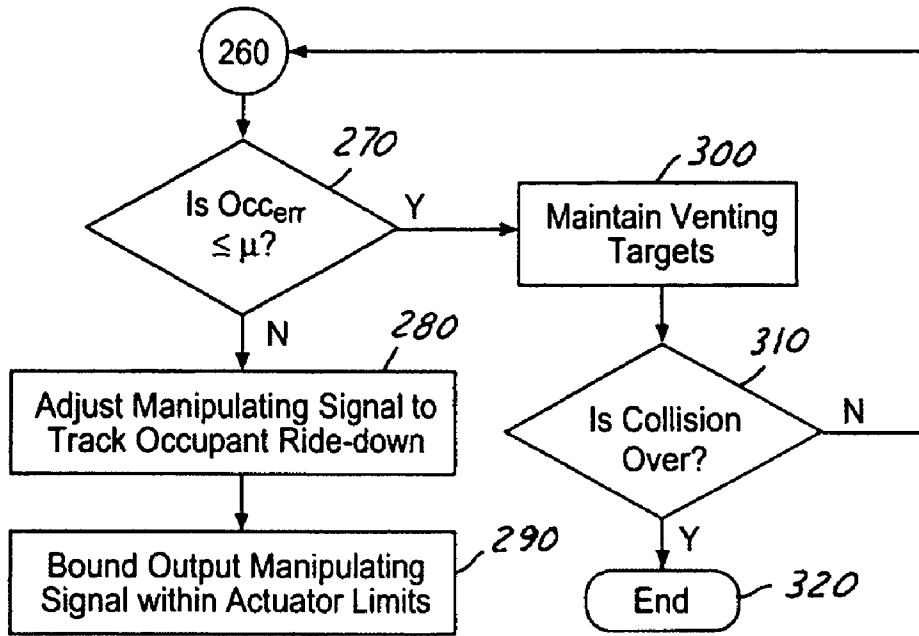 260
270
Is Occerr
≤ μ?
Y
N
300
Maintain Venting
Targets
280
Adjust Manipulating Signal to
Track Occupant Ride-down
310
Is Collision
Over?
N
Y
290
Bound Output Manipulating
Signal within Actuator Limits
End
320